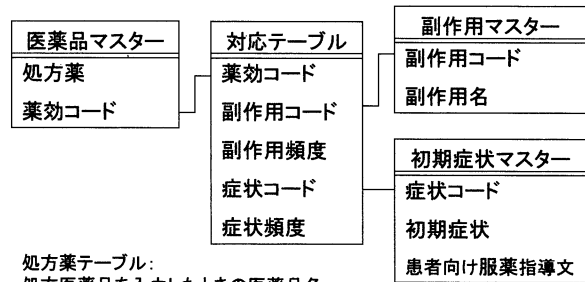 医薬品マスター
処方薬
薬効コード
対応テーブル
薬効コード
副作用コード
副作用頻度
症状コード
症状頻度
副作用マスター
副作用コード
副作用名
初期症状マスター
症状コード
初期症状
患者向け服薬指導文
処方薬テーブル: